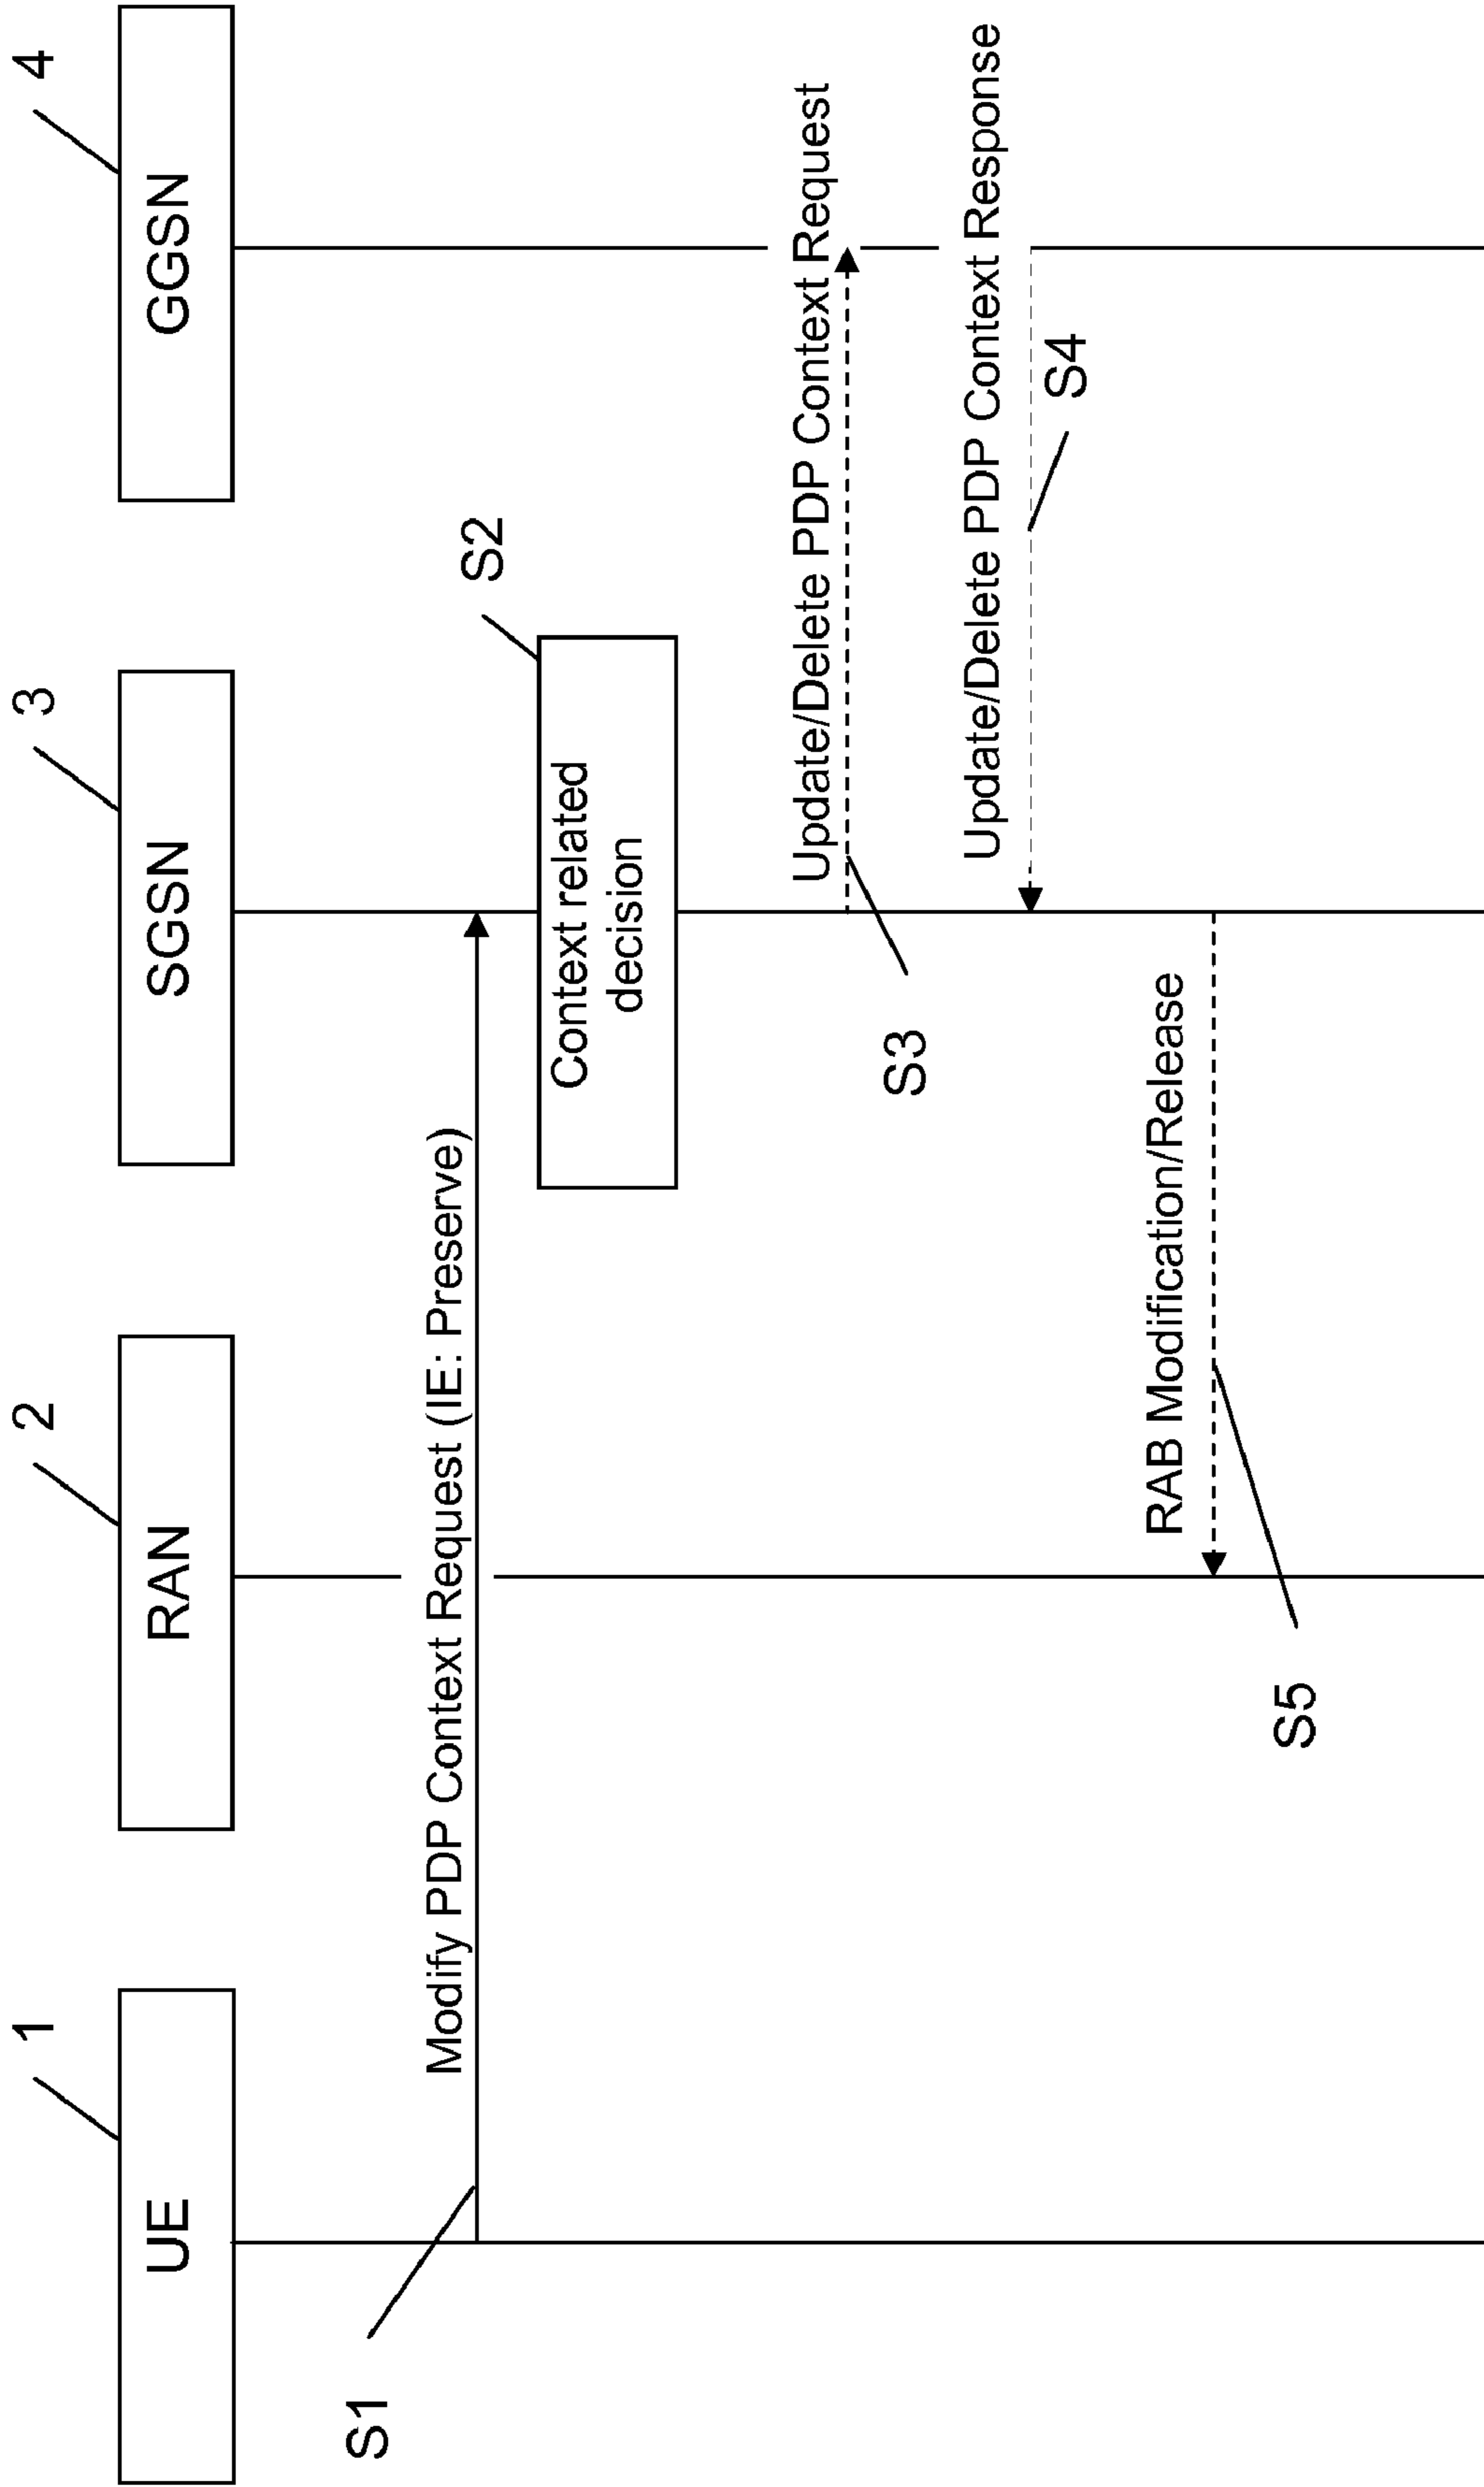 1
2
3
4
UE
RAN
SGSN
GGSN
S1
Modify PDP Context Request (IE: Preserve)
S2
Context related
decision
Update/Delete PDP Context Request
S3
Update/Delete PDP Context Response
S4
RAB Modification/Release
S5